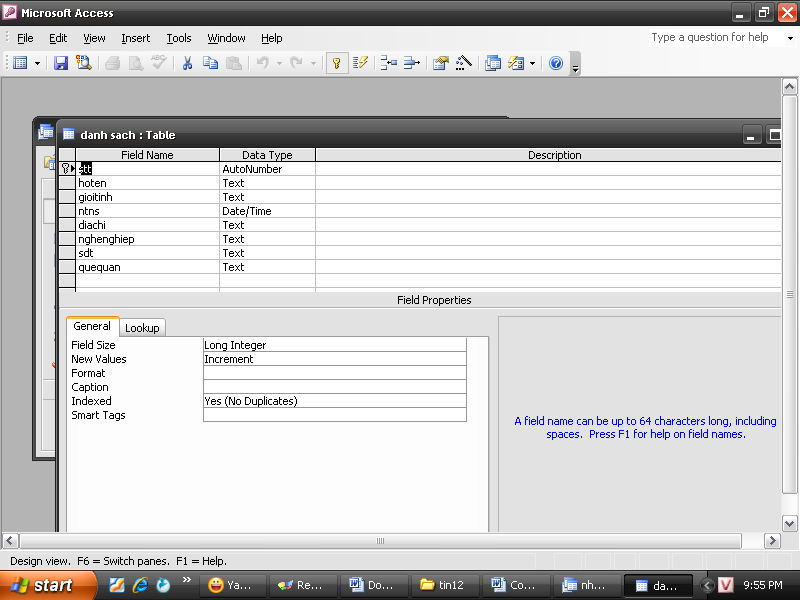 Microsoft Access
File Edit View Insert Tools Window Help
Type a question for help
danh sach : Table
Field Name Data Type Description
stt AutoNumber
hoten Text
gioitinh Text
ntns Date/Time
diachi Text
nghenghiep Text
sdt Text
quequan Text
Field Properties
General Lookup
Field Size Long Integer
New Values Increment
Format
Caption
Indexed Yes (No Duplicates)
Smart Tags
A field name can be up to 64 characters long, including
spaces. Press F1 for help on field names.
Design view. F6 = Switch panes. F1 = Help.
start Ya... Re... Do... tin12 Co... nh... da... V 9:55 PM